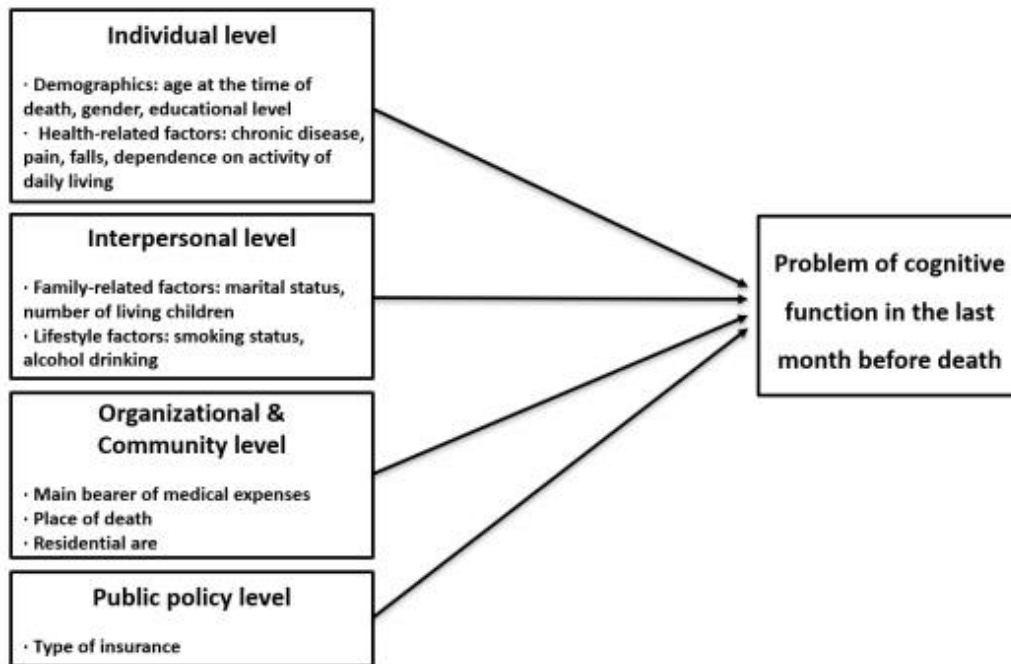 Individual level
· Demographics: age at the time of
death, gender, educational level
· Health-related factors: chronic disease,
pain, falls, dependence on activity of
daily living
Interpersonal level
· Family-related factors: marital status,
number of living children
· Lifestyle factors: smoking status,
alcohol drinking
Organizational &
Community level
· Main bearer of medical expenses
· Place of death
· Residential are
Public policy level
· Type of insurance
Problem of cognitive
function in the last
month before death